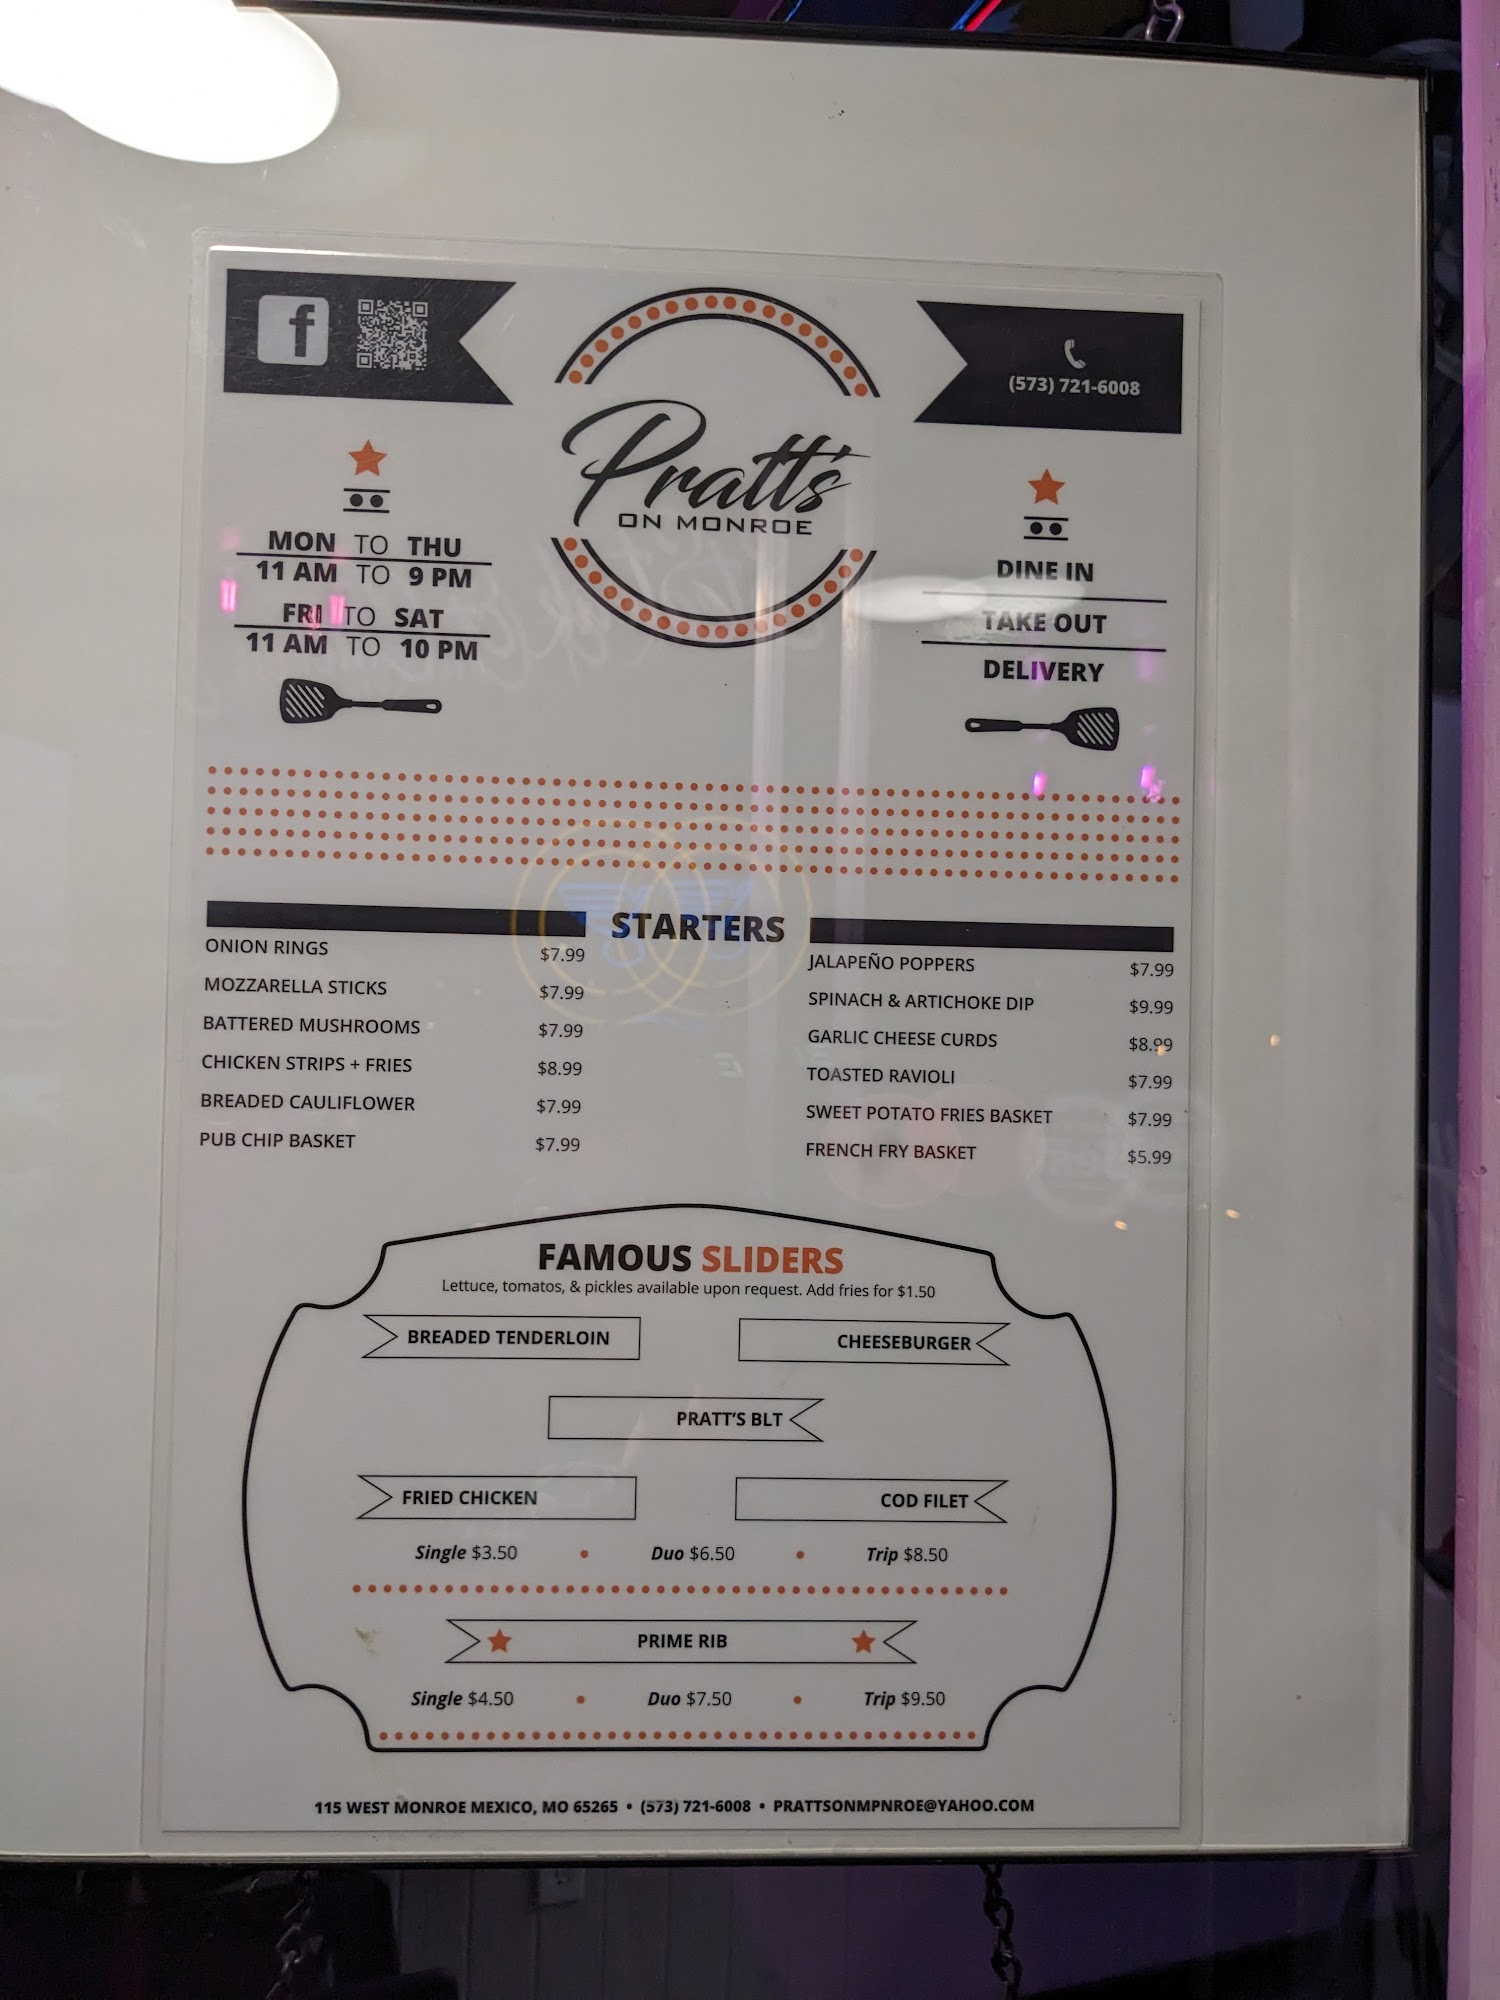 f
(573) 721-6008
Pratt's
ON MONROE
MON TO THU
11 AM TO 9 PM
FRI TO SAT
11 AM TO 10 PM
DINE IN
TAKE OUT
DELIVERY
STARTERS
ONION RINGS $7.99
MOZZARELLA STICKS $7.99
BATTERED MUSHROOMS $7.99
CHICKEN STRIPS + FRIES $8.99
BREADED CAULIFLOWER $7.99
PUB CHIP BASKET $7.99
JALAPEÑO POPPERS $7.99
SPINACH & ARTICHOKE DIP $9.99
GARLIC CHEESE CURDS $8.99
TOASTED RAVIOLI $7.99
SWEET POTATO FRIES BASKET $7.99
FRENCH FRY BASKET $5.99
FAMOUS SLIDERS
Lettuce, tomatos, & pickles available upon request. Add fries for $1.50
BREADED TENDERLOIN
CHEESEBURGER
PRATT'S BLT
FRIED CHICKEN
COD FILET
Single $3.50 • Duo $6.50 • Trip $8.50
PRIME RIB
Single $4.50 • Duo $7.50 • Trip $9.50
115 WEST MONROE MEXICO, MO 65265 • (573) 721-6008 • PRATTSONMPNROE@YAHOO.COM